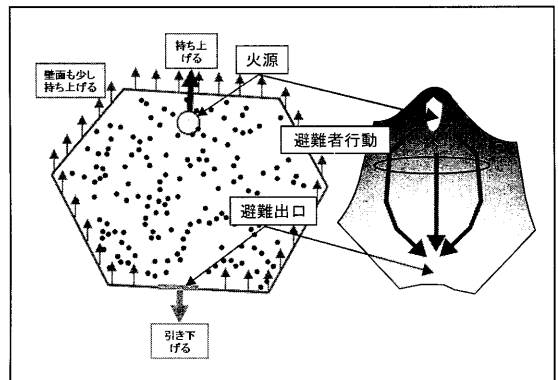 持ち上
げる
火源
壁面も少し
持ち上げる
避難者行動
避難出口
引き下
げる